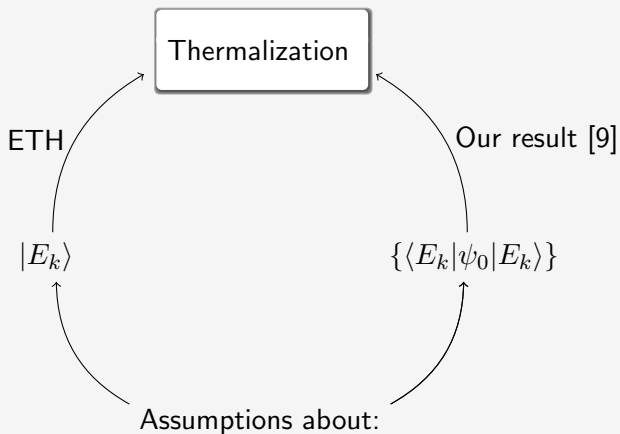 Thermalization
ETH
Our result [9]
|E_k⟩
{⟨E_k|ψ_0|E_k⟩}
Assumptions about: